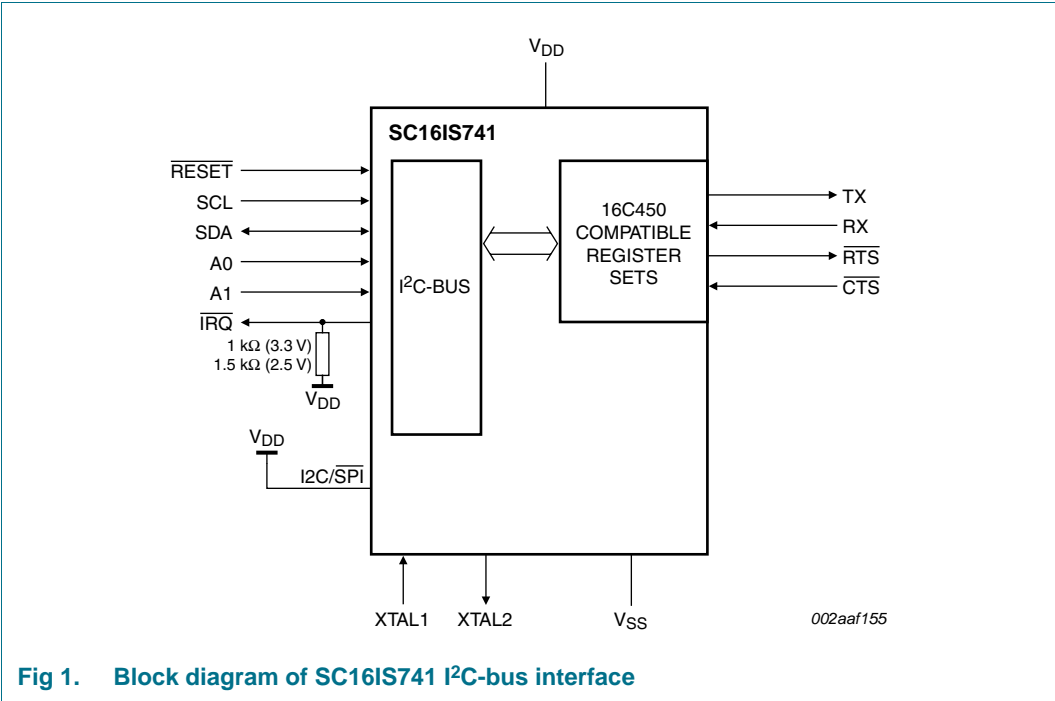 VDD
SC16IS741
RESET
SCL
SDA
A0
A1
IRQ
1 kΩ (3.3 V)
1.5 kΩ (2.5 V)
VDD
VDD
I2C/SPI
I²C-BUS
16C450
COMPATIBLE
REGISTER
SETS
TX
RX
RTS
CTS
XTAL1
XTAL2
VSS
002aaf155
Fig 1. Block diagram of SC16IS741 I²C-bus interface